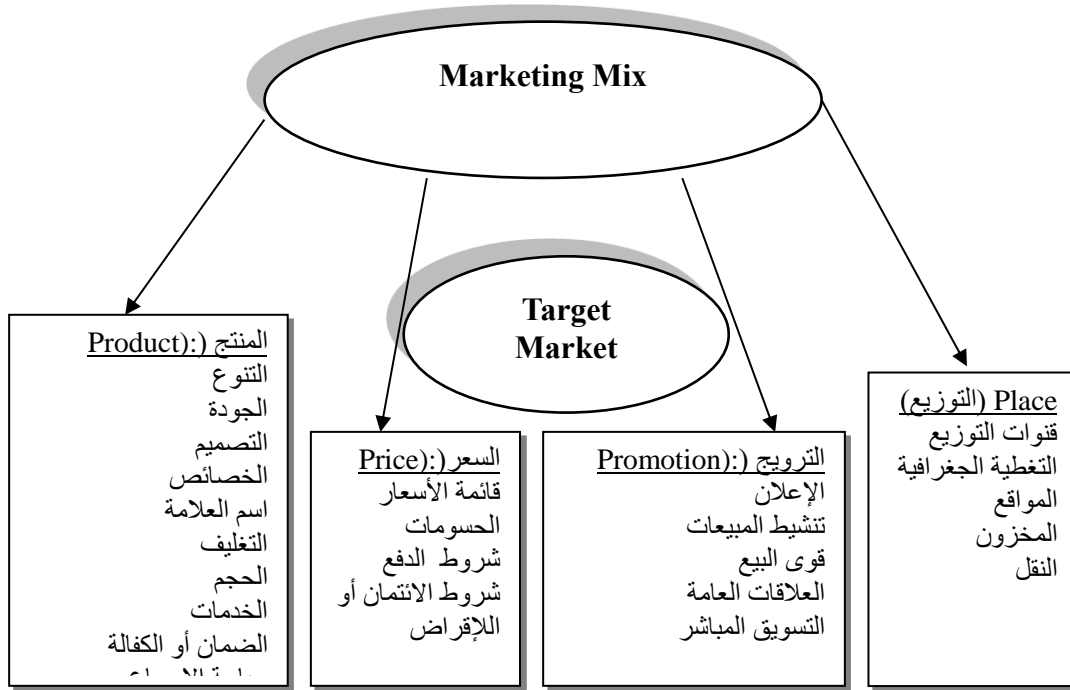 Marketing Mix
Target
Market
المنتج (:(Product
التنوع
الجودة
التصميم
الخصائص
اسم العلامة
التغليف
الحجم
الخدمات
الضمان أو الكفالة
السعر(:(Price
قائمة الأسعار
الحسومات
شروط الدفع
شروط الائتمان أو
اللإقراض
الترويج (:(Promotion
الإعلان
تنشيط المبيعات
قوى البيع
العلاقات العامة
التسويق المباشر
Place (التوزيع)
قنوات التوزيع
التغطية الجغرافية
المواقع
المخزون
النقل